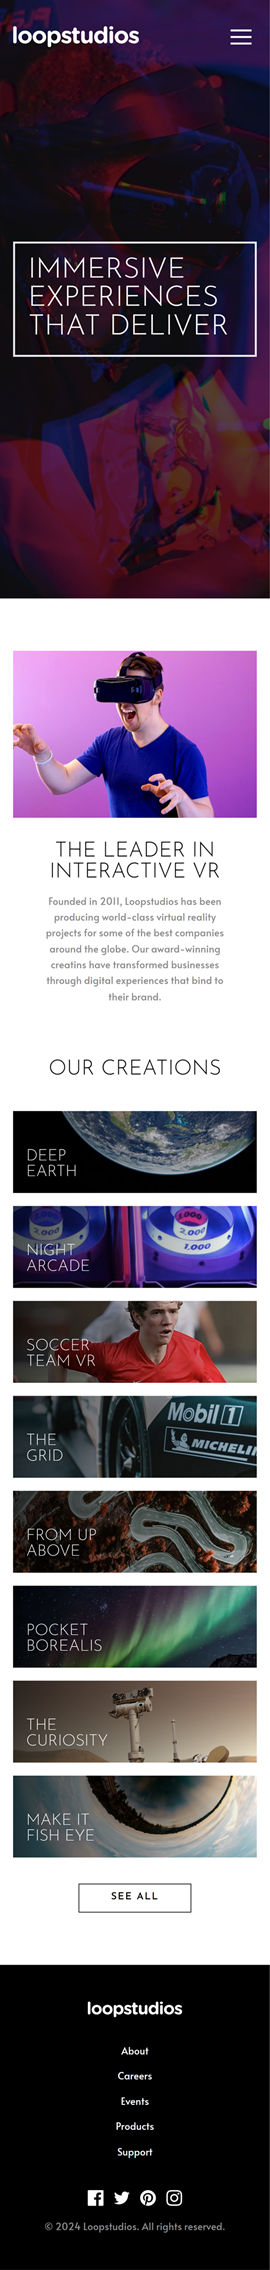 loopstudios
IMMERSIVE
EXPERIENCES
THAT DELIVER
THE LEADER IN
INTERACTIVE VR
Founded in 2011, Loopstudios has been
producing world-class virtual reality
projects for some of the best companies
around the globe. Our award-winning
creatins have transformed businesses
through digital experiences that bind to
their brand.
OUR CREATIONS
DEEP
EARTH
1,000 1,000
2,000 2,000
1,000
NIGHT
ARCADE
SOCCER
TEAM VR
Mobil 1
MICHELI
THE
GRID
FROM UP
ABOVE
POCKET
BOREALIS
THE
CURIOSITY
MAKE IT
FISH EYE
SEE ALL
loopstudios
About
Careers
Events
Products
Support
© 2024 Loopstudios. All rights reserved.